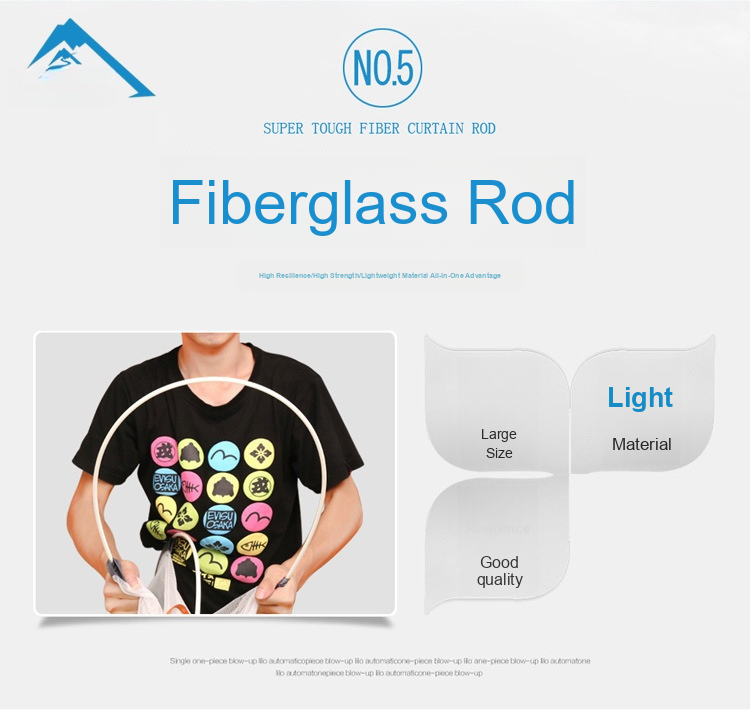 NO.5
SUPER TOUGH FIBER CURTAIN ROD
Fiberglass Rod
High Resilience/High Strength/Lightweight Material All-in-One Advantage
EVISU
OSAKA
EVISU
OSAKA
Large
Size
Light
Material
Good
quality
Single one-piece blow-up lilo automaticopiece blow-up lilo automaticone-piece blow-up lilo ane-piece blow-up lilo automatone
lilo automatonepiece blow-up lilo automaticone-piece blow-up